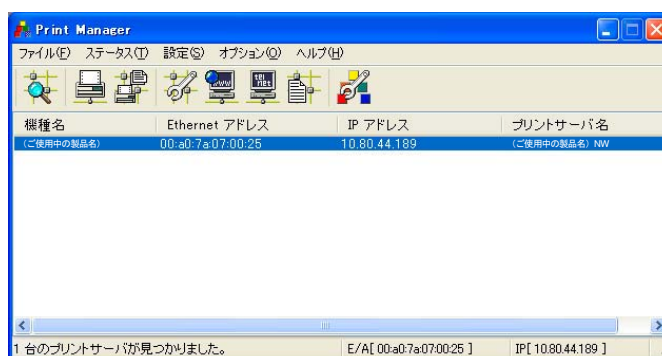 Print Manager
ファイル(F) ステータス(T) 設定(S) オプション(O) ヘルプ(H)
www
tel net
機種名 Ethernet アドレス IP アドレス プリントサーバ名
(ご使用中の製品名) 00:a0:7a:07:00:25 10.80.44.189 (ご使用中の製品名) NW
1 台のプリントサーバが見つかりました。 E/A[ 00:a0:7a:07:00:25 ] IP[ 10.80.44.189 ]